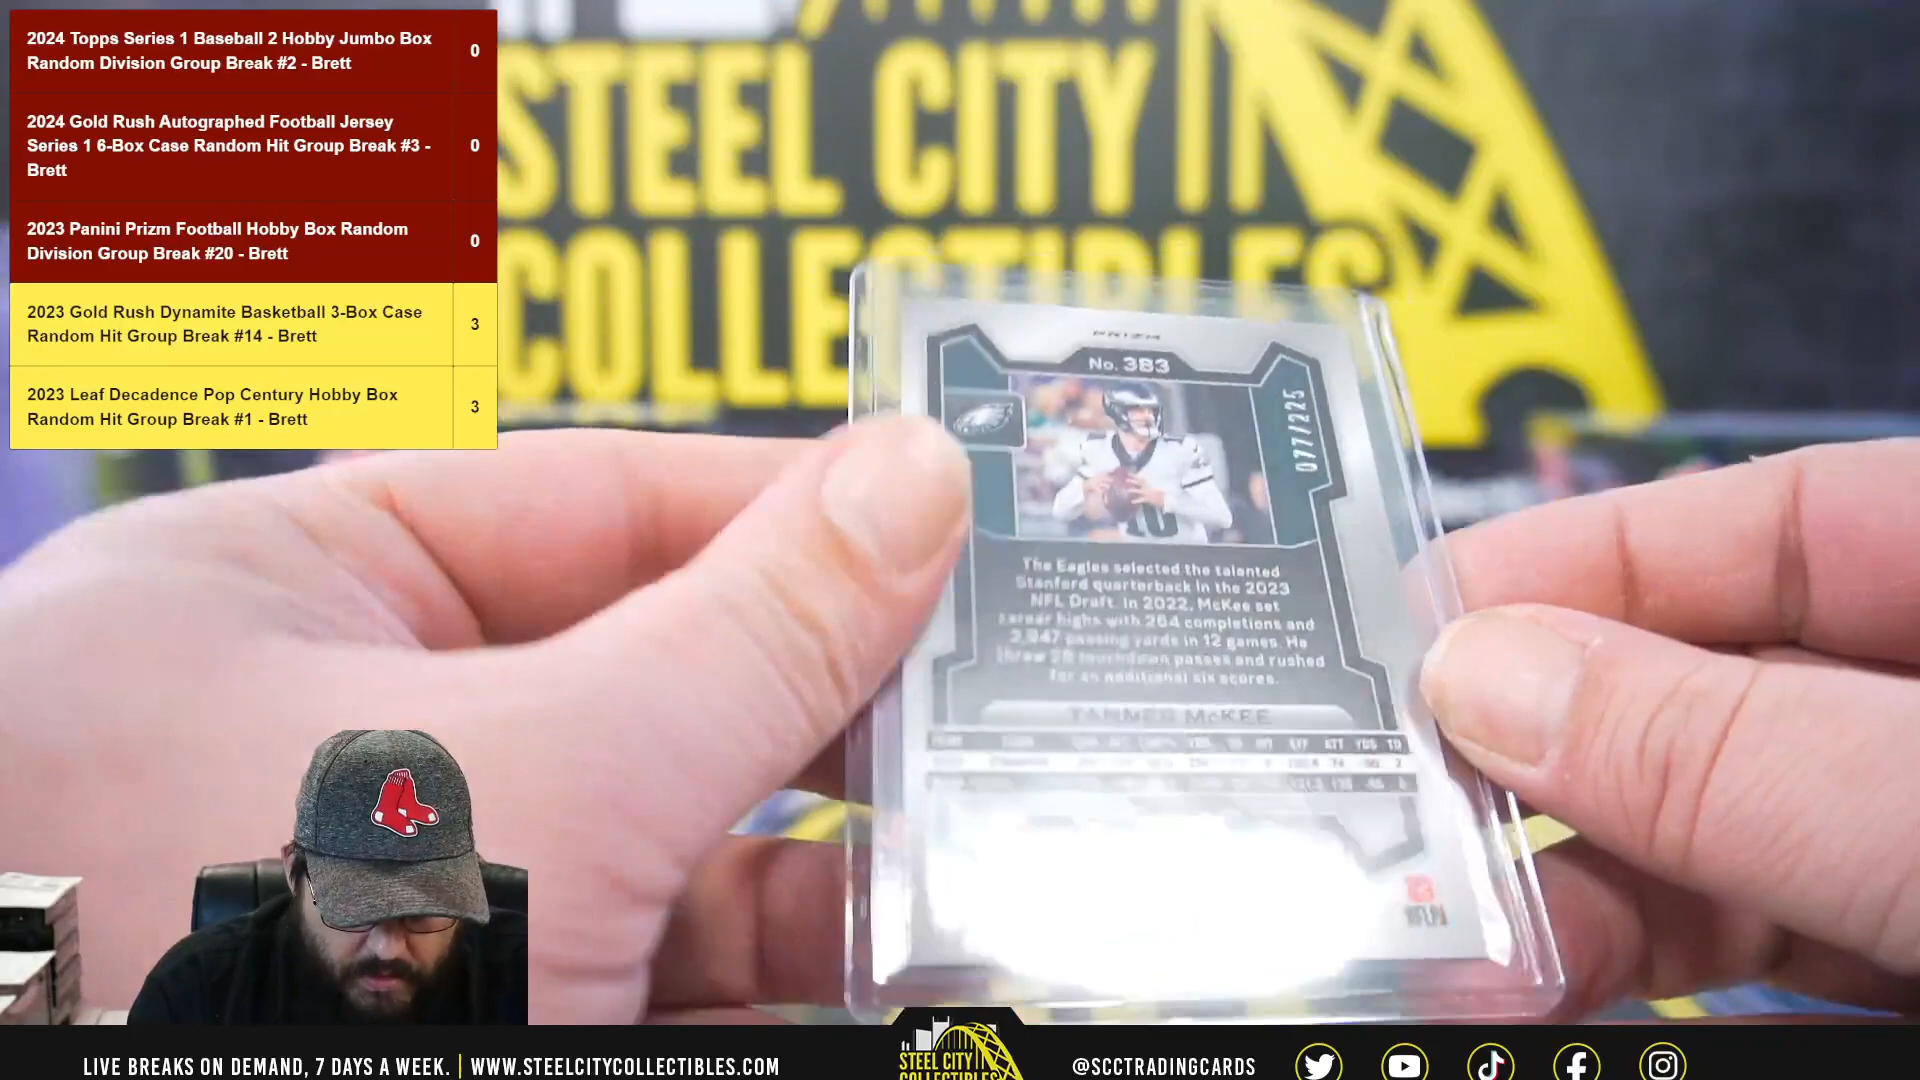 2024 Topps Series 1 Baseball 2 Hobby Jumbo Box
Random Division Group Break #2 - Brett
0
2024 Gold Rush Autographed Football Jersey
Series 1 6-Box Case Random Hit Group Break #3 -
Brett
0
2023 Panini Prizm Football Hobby Box Random
Division Group Break #20 - Brett
0
2023 Gold Rush Dynamite Basketball 3-Box Case
Random Hit Group Break #14 - Brett
3
2023 Leaf Decadence Pop Century Hobby Box
Random Hit Group Break #1 - Brett
3
STEEL CITY
COLLECTIBLES
PRIZM
No. 383
077/225
10
The Eagles selected the talented
Stanford quarterback in the 2023
NFL Draft. In 2022, McKee set
career highs with 264 completions and
2,947 passing yards in 12 games. He
threw 28 touchdown passes and rushed
for an additional six scores.
TANNER McKEE
ATT YDS TD
LIVE BREAKS ON DEMAND, 7 DAYS A WEEK. | WWW.STEELCITYCOLLECTIBLES.COM
STEEL CITY
COLLECTIBLES
@SCCTRADINGCARDS